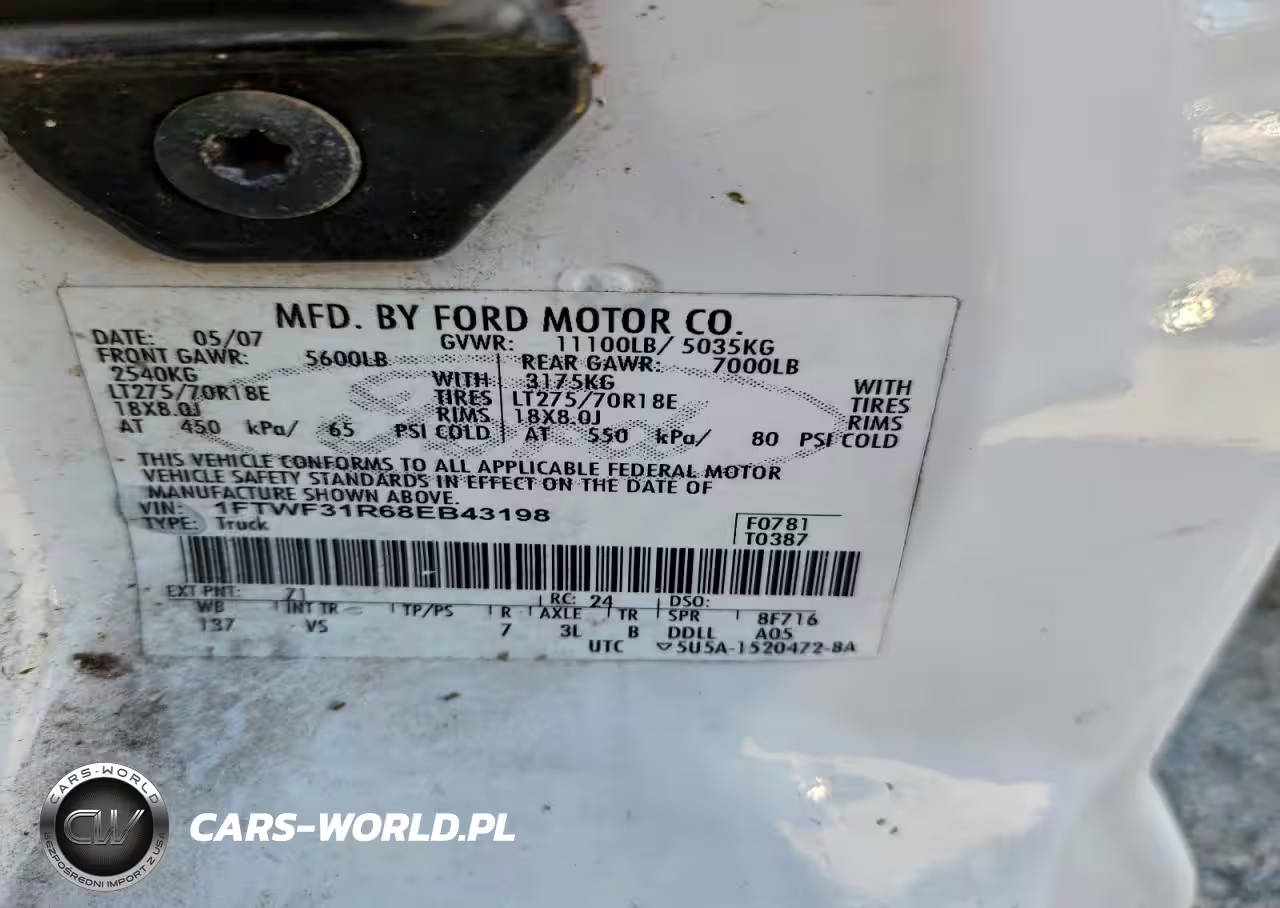 MFD. BY FORD MOTOR CO.
DATE: 05/07 GVWR: 11100LB/ 5035KG
FRONT GAWR: 5600LB REAR GAWR: 7000LB
2540KG WITH 3175KG WITH
LT275/70R18E TIRES LT275/70R18E TIRES
18X8.0J RIMS 18X8.0J RIMS
AT 450 kPa/ 65 PSI COLD AT 550 kPa/ 80 PSI COLD
THIS VEHICLE CONFORMS TO ALL APPLICABLE FEDERAL MOTOR
VEHICLE SAFETY STANDARDS IN EFFECT ON THE DATE OF
MANUFACTURE SHOWN ABOVE.
VIN: 1FTWF31R68EB43198
TYPE: Truck
F0781
T0387
EXT PNT: Z1 RC: 24 DSO:
WB INT TR TP/PS R AXLE TR SPR 8F716
137 VS 7 3L B DDLL A05
UTC ▽5U5A-1520472-BA
CARS-WORLD
CW
BEZPOŚREDNI IMPORT Z USA
CARS-WORLD.PL